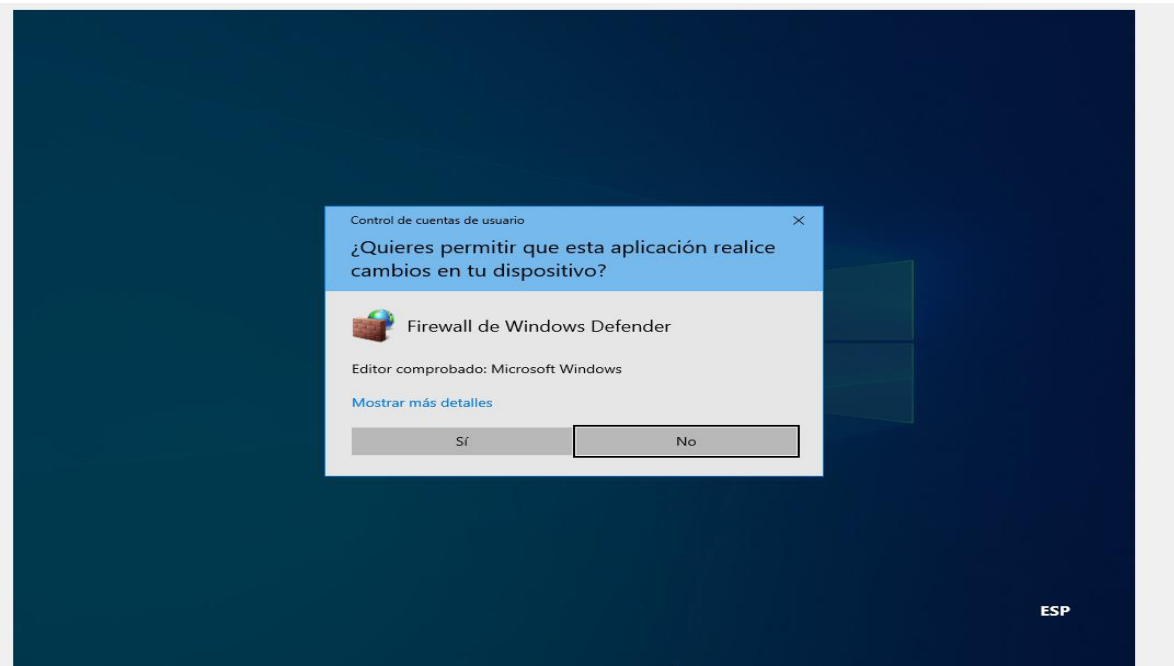 Control de cuentas de usuario
¿Quieres permitir que esta aplicación realice
cambios en tu dispositivo?
Firewall de Windows Defender
Editor comprobado: Microsoft Windows
Mostrar más detalles
Sí No
ESP